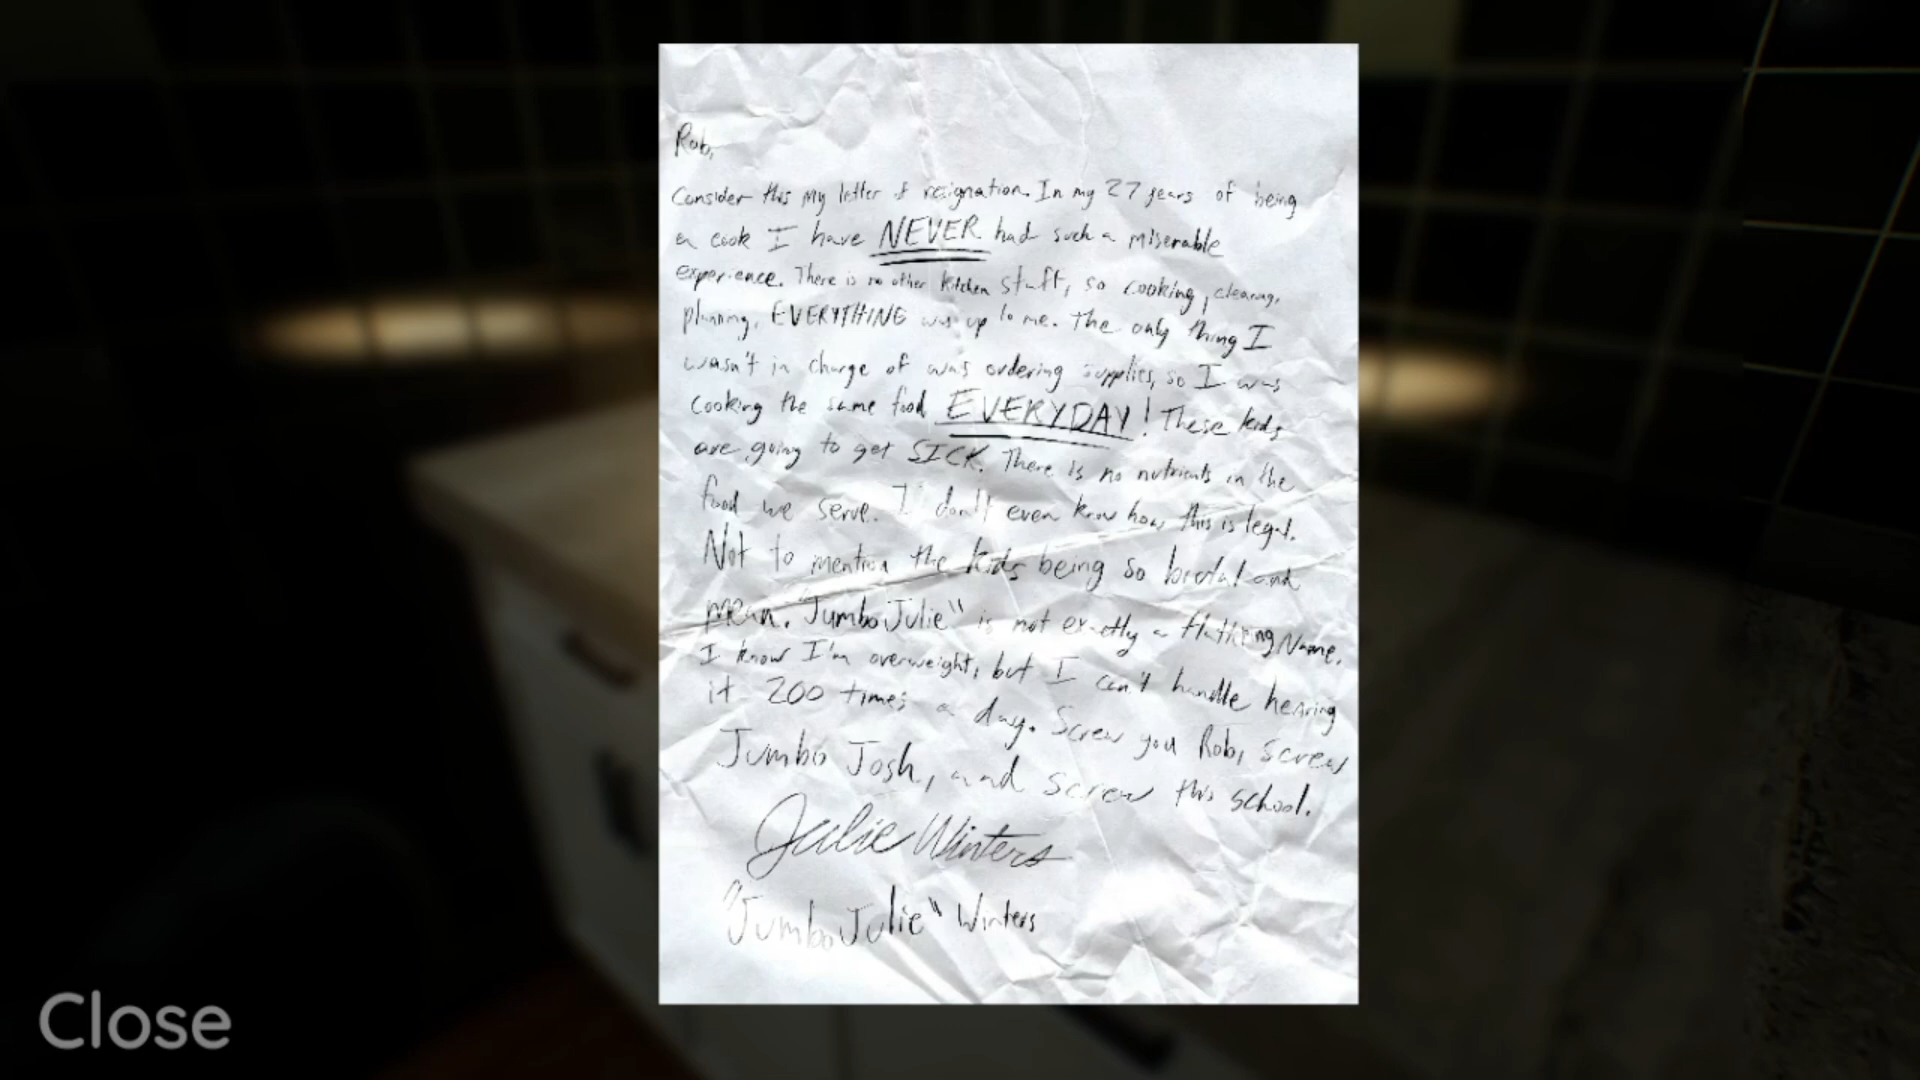 Rob,
Consider this my letter of resignation. In my 27 years of being
a cook I have NEVER had such a miserable
experience. There is no other kitchen staff, so cooking, cleaning,
planning, EVERYTHING was up to me. The only thing I
wasn't in charge of was ordering supplies, so I was
cooking the same food EVERYDAY! These kids
are going to get SICK. There is no nutrients in the
food we serve. I don't even know how this is legal.
Not to mention the kids being so brutal and
mean. "Jumbo Julie" is not exactly a flattering Name.
I know I'm overweight, but I can't handle hearing
it 200 times a day. Screw you Rob, screw
Jumbo Josh, and screw this school.
Julie Winters
"Jumbo Julie" Winters
Close